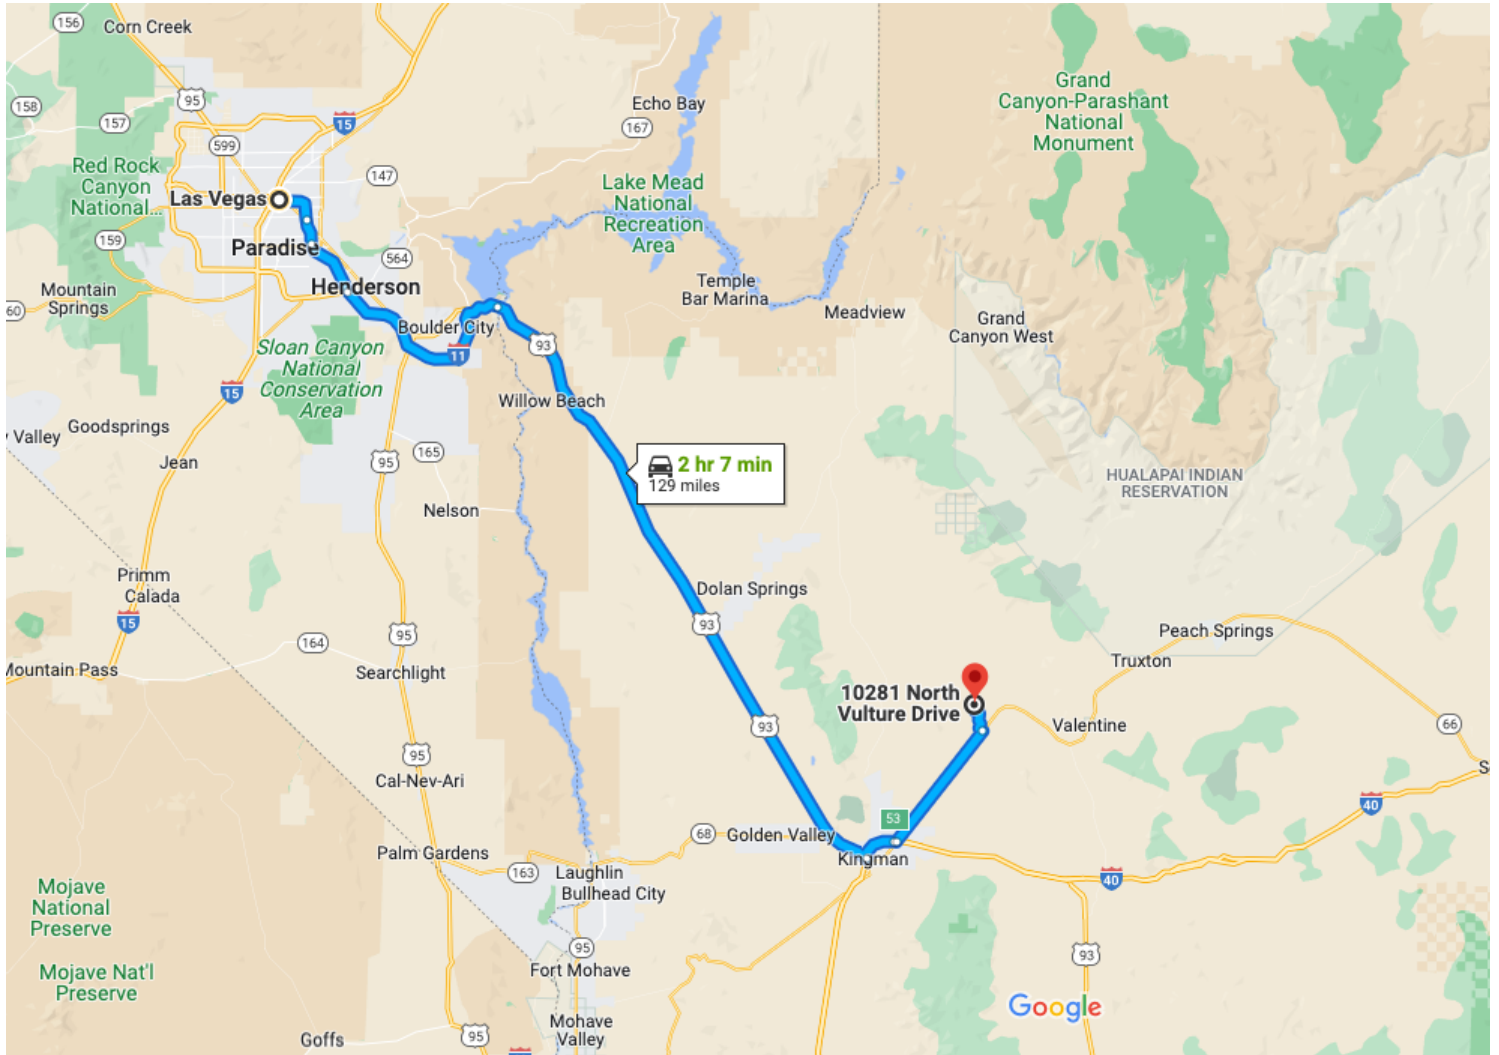 156
Corn Creek
95
158
157
15
599
Echo Bay
167
Grand
Canyon-Parashant
National
Monument
Red Rock
Canyon
National...
147
Lake Mead
National
Recreation
Area
Las Vegas
159
Paradise
564
Henderson
Mountain
Springs
60
Temple
Bar Marina
Meadview
Grand
Canyon West
Boulder City
11
93
Sloan Canyon
National
Conservation
Area
15
Willow Beach
Goodsprings
y Valley
Jean
95
165
2 hr 7 min
129 miles
HUALAPAI INDIAN
RESERVATION
Nelson
Primm
Calada
15
Dolan Springs
93
95
164
Peach Springs
Mountain Pass
Searchlight
Truxton
10281 North
Vulture Drive
93
Valentine
66
95
Cal-Nev-Ari
S
40
53
68
Golden Valley
Kingman
Palm Gardens
163
Laughlin
Bullhead City
40
Mojave
National
Preserve
95
Fort Mohave
93
Mojave Nat'l
Preserve
Google
Mohave
Valley
Goffs
95